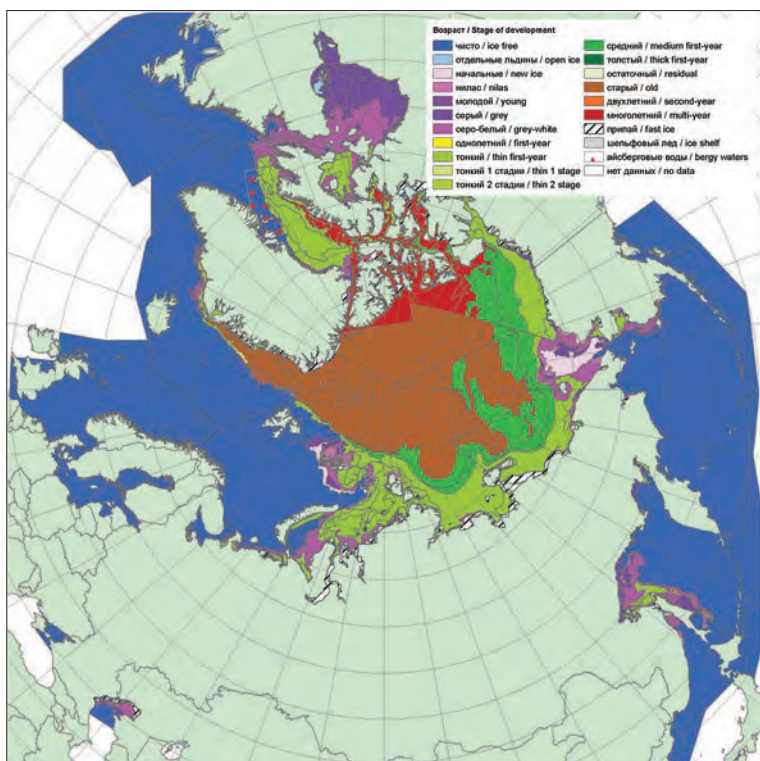 Возраст / Stage of development
чисто / ice free
отдельные льдины / open ice
начальные / new ice
нилас / nilas
молодой / young
серый / grey
серо-белый / grey-white
однолетний / first-year
тонкий / thin first-year
тонкий 1 стадии / thin 1 stage
тонкий 2 стадии / thin 2 stage
средний / medium first-year
толстый / thick first-year
остаточный / residual
старый / old
двухлетний / second-year
многолетний / multi-year
припай / fast ice
шельфовый лед / ice shelf
айсберговые воды / bergy waters
нет данных / no data